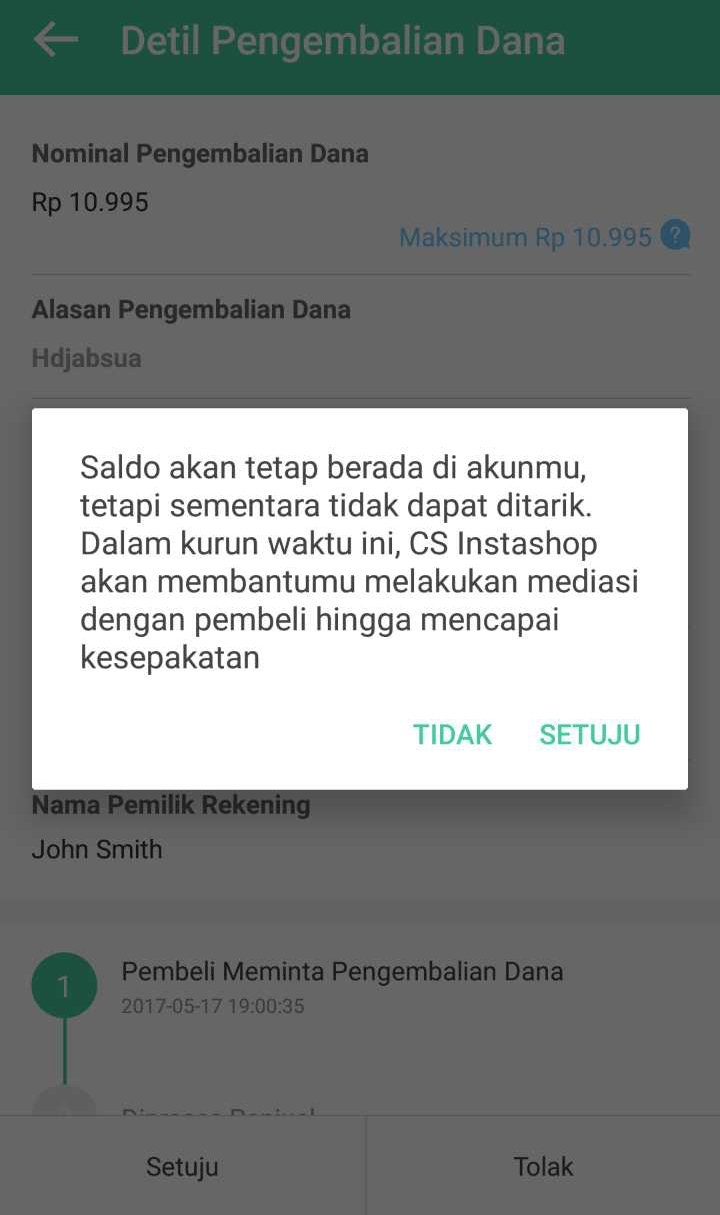 Detil Pengembalian Dana
Nominal Pengembalian Dana
Rp 10.995
Maksimum Rp 10.995 ?
Alasan Pengembalian Dana
Hdjabsua
Saldo akan tetap berada di akunmu,
tetapi sementara tidak dapat ditarik.
Dalam kurun waktu ini, CS Instashop
akan membantumu melakukan mediasi
dengan pembeli hingga mencapai
kesepakatan
TIDAK SETUJU
Nama Pemilik Rekening
John Smith
1 Pembeli Meminta Pengembalian Dana
2017-05-17 19:00:35
Setuju Tolak